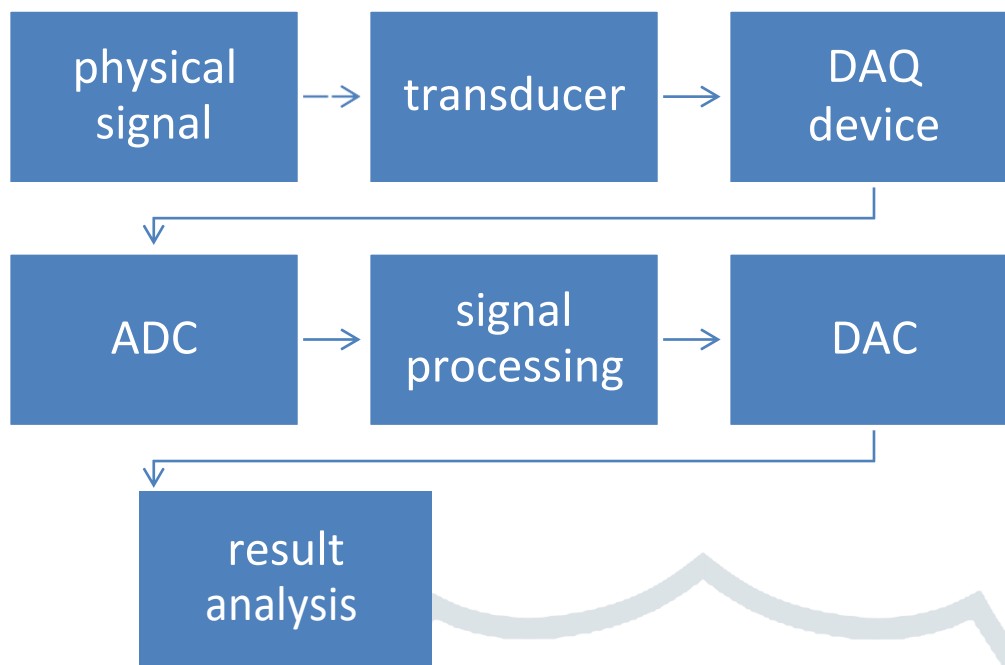 physical
signal
transducer
DAQ
device
ADC
signal
processing
DAC
result
analysis